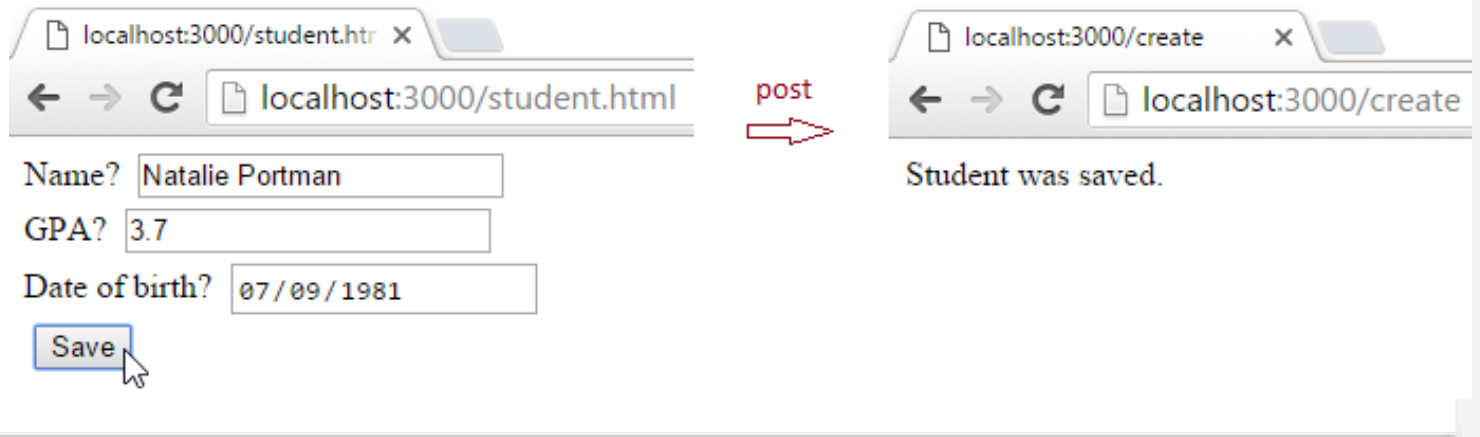 localhost:3000/student.htr
localhost:3000/student.html
Name? Natalie Portman
GPA? 3.7
Date of birth? 07/09/1981
Save
post
localhost:3000/create
localhost:3000/create
Student was saved.